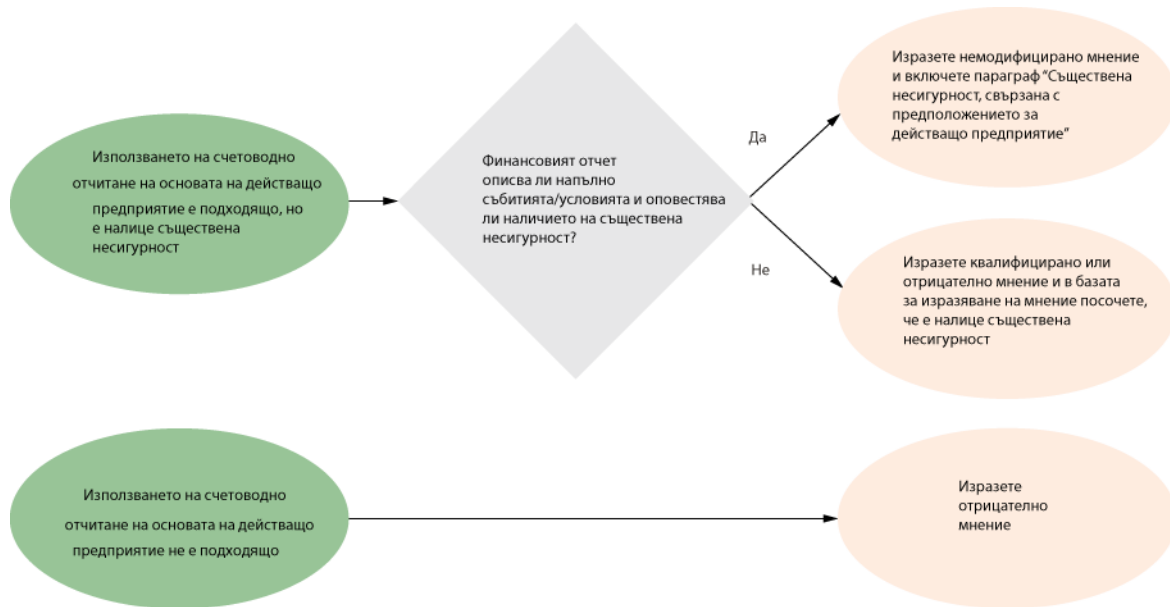 Използването на счетоводно
отчитане на основата на действащо
предприятие е подходящо, но
е налице съществена
несигурност
Финансовият отчет
описва ли напълно
събитията/условията и оповестява
ли наличието на съществена
несигурност?
Да
Изразете немодифицирано мнение
и включете параграф “Съществена
несигурност, свързана с
предположението за
действащо предприятие”
Не
Изразете квалифицирано или
отрицателно мнение и в базата
за изразяване на мнение посочете,
че е налице съществена
несигурност
Използването на счетоводно
отчитане на основата на действащо
предприятие не е подходящо
Изразете
отрицателно
мнение